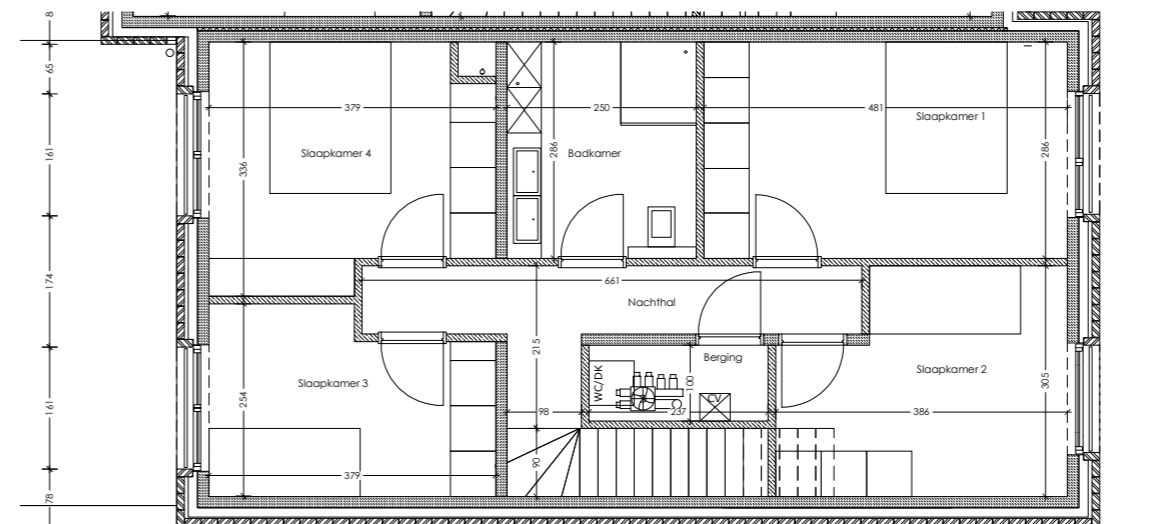 8
65
379
250
481
Slaapkamer 1
161
Slaapkamer 4
Badkamer
336
286
286
174
661
Nachthal
215
Berging
161
Slaapkamer 3
254
WC/DK
100
CV
Slaapkamer 2
305
98
237
386
90
379
78